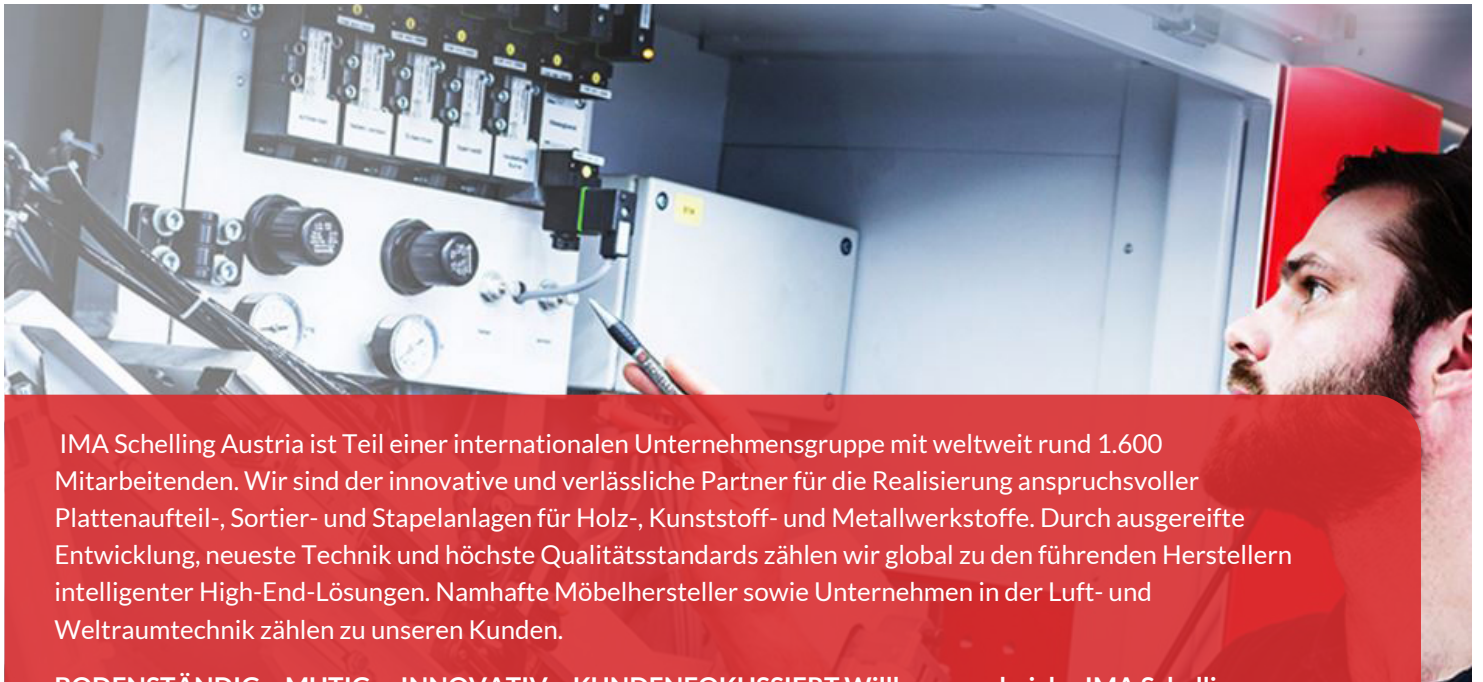 IMA Schelling Austria ist Teil einer internationalen Unternehmensgruppe mit weltweit rund 1.600
Mitarbeitenden. Wir sind der innovative und verlässliche Partner für die Realisierung anspruchsvoller
Plattenaufteil-, Sortier- und Stapelanlagen für Holz-, Kunststoff- und Metallwerkstoffe. Durch ausgereifte
Entwicklung, neueste Technik und höchste Qualitätsstandards zählen wir global zu den führenden Herstellern
intelligenter High-End-Lösungen. Namhafte Möbelhersteller sowie Unternehmen in der Luft- und
Weltraumtechnik zählen zu unseren Kunden.